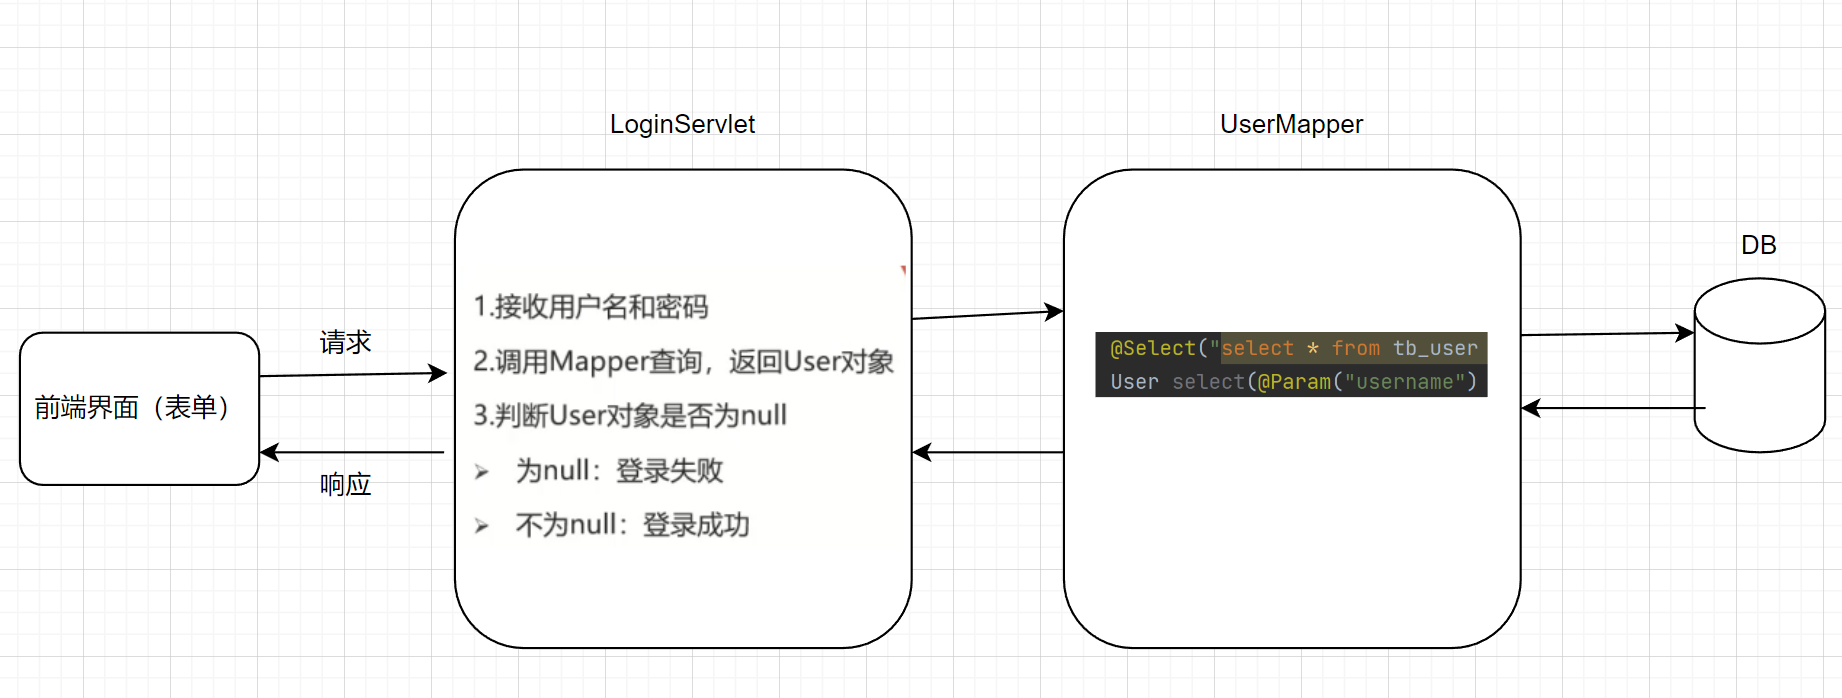 LoginServlet
UserMapper
DB
请求
前端界面（表单）
响应
1.接收用户名和密码
2.调用Mapper查询，返回User对象
3.判断User对象是否为null
➢ 为null：登录失败
➢ 不为null：登录成功
@Select("select * from tb_user
User select(@Param("username")